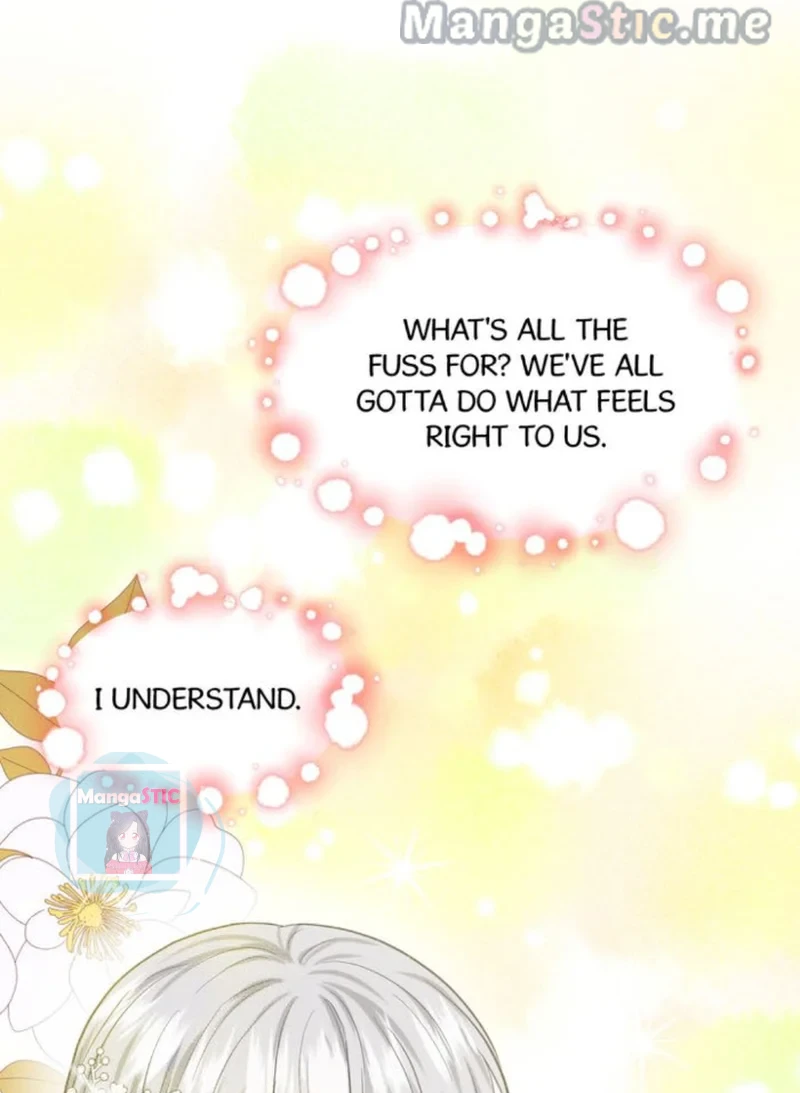 MangaStic.me
WHAT'S ALL THE
FUSS FOR? WE'VE ALL
GOTTA DO WHAT FEELS
RIGHT TO US.
I UNDERSTAND.
MangaSTIC